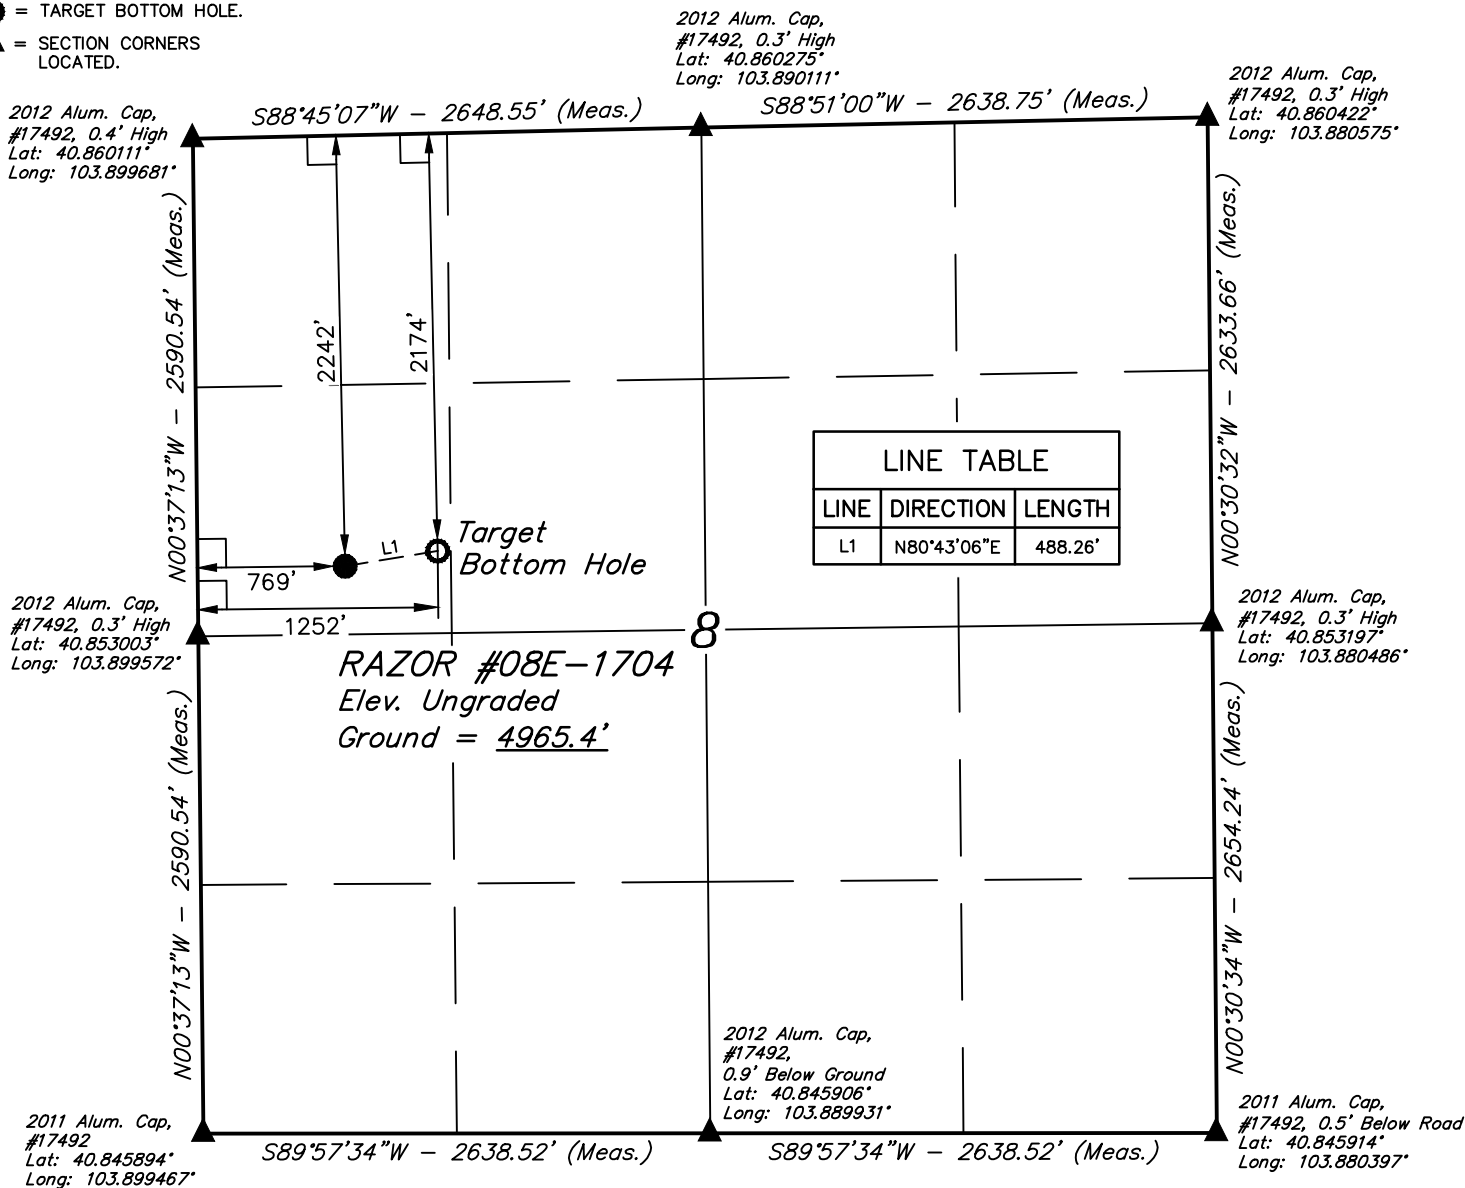 = TARGET BOTTOM HOLE.
= SECTION CORNERS
LOCATED.
2012 Alum. Cap,
#17492, 0.3' High
Lat: 40.860275°
Long: 103.890111°
2012 Alum. Cap,
#17492, 0.3' High
Lat: 40.860422°
Long: 103.880575°
2012 Alum. Cap,
#17492, 0.4' High
Lat: 40.860111°
Long: 103.899681°
S88°45'07"W - 2648.55' (Meas.)
S88°51'00"W - 2638.75' (Meas.)
N00°37'13"W - 2590.54' (Meas.)
N00°30'32"W - 2633.66' (Meas.)
2242'
2174'
LINE TABLE
LINE DIRECTION LENGTH
L1 N80°43'06"E 488.26'
L1
Target
Bottom Hole
769'
1252'
2012 Alum. Cap,
#17492, 0.3' High
Lat: 40.853003°
Long: 103.899572°
8
2012 Alum. Cap,
#17492, 0.3' High
Lat: 40.853197°
Long: 103.880486°
RAZOR #08E-1704
Elev. Ungraded
Ground = 4965.4'
N00°37'13"W - 2590.54' (Meas.)
N00°30'34"W - 2654.24' (Meas.)
2012 Alum. Cap,
#17492,
0.9' Below Ground
Lat: 40.845906°
Long: 103.889931°
2011 Alum. Cap,
#17492
Lat: 40.845894°
Long: 103.899467°
S89°57'34"W - 2638.52' (Meas.)
S89°57'34"W - 2638.52' (Meas.)
2011 Alum. Cap,
#17492, 0.5' Below Road
Lat: 40.845914°
Long: 103.880397°